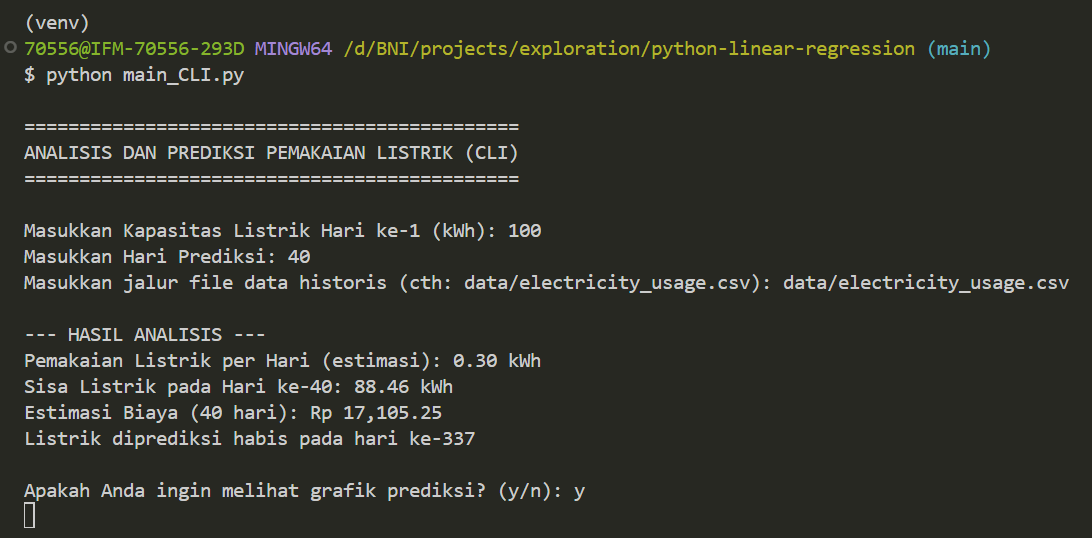 (venv)
70556@IFM-70556-293D MINGW64 /d/BNI/projects/exploration/python-linear-regression (main)
$ python main_CLI.py
=============================================
ANALISIS DAN PREDIKSI PEMAKAIAN LISTRIK (CLI)
=============================================
Masukkan Kapasitas Listrik Hari ke-1 (kWh): 100
Masukkan Hari Prediksi: 40
Masukkan jalur file data historis (cth: data/electricity_usage.csv): data/electricity_usage.csv
--- HASIL ANALISIS ---
Pemakaian Listrik per Hari (estimasi): 0.30 kWh
Sisa Listrik pada Hari ke-40: 88.46 kWh
Estimasi Biaya (40 hari): Rp 17,105.25
Listrik diprediksi habis pada hari ke-337
Apakah Anda ingin melihat grafik prediksi? (y/n): y